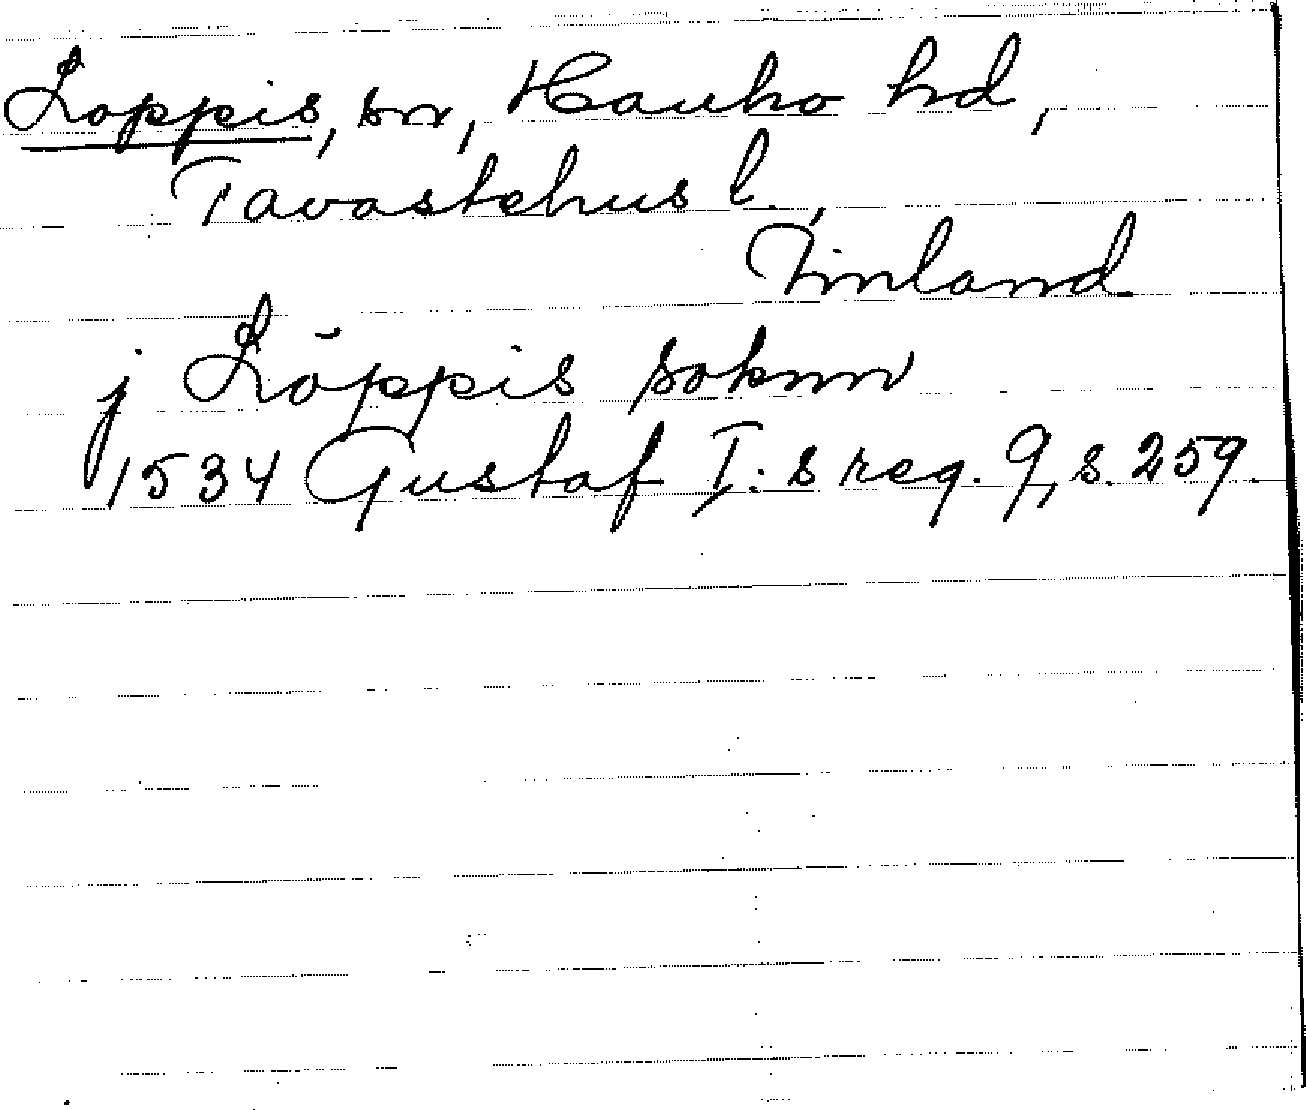 Loppis, sn, Hauho hd,
Tavastehus l.,
Finland
j Löppis soknn
1534 Gustaf I:s reg. 9, s. 259.